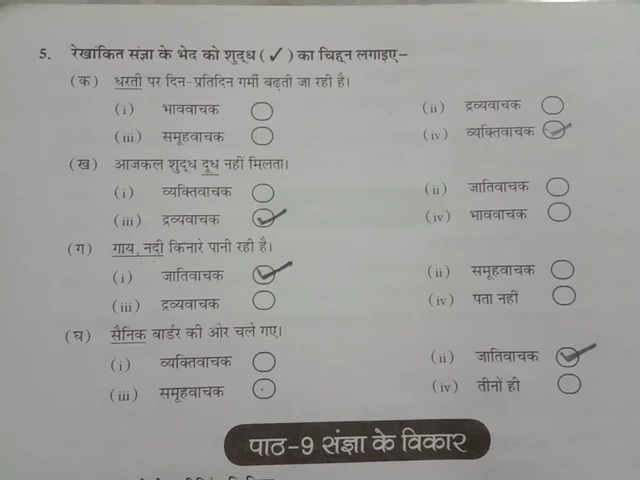 5. रेखांकित संज्ञा के भेद को शुद्ध (✓) का चिह्न लगाइए–
(क) धरती पर दिन-प्रतिदिन गर्मी बढ़ती जा रही है।
(i) भाववाचक (ii) द्रव्यवाचक
(iii) समूहवाचक (iv) व्यक्तिवाचक
(ख) आजकल शुद्ध दूध नहीं मिलता।
(i) व्यक्तिवाचक (ii) जातिवाचक
(iii) द्रव्यवाचक (iv) भाववाचक
(ग) गाय, नदी किनारे पानी रही है।
(i) जातिवाचक (ii) समूहवाचक
(iii) द्रव्यवाचक (iv) पता नहीं
(घ) सैनिक बार्डर की ओर चले गए।
(i) व्यक्तिवाचक (ii) जातिवाचक
(iii) समूहवाचक (iv) तीनों ही
पाठ-9 संज्ञा के विकार